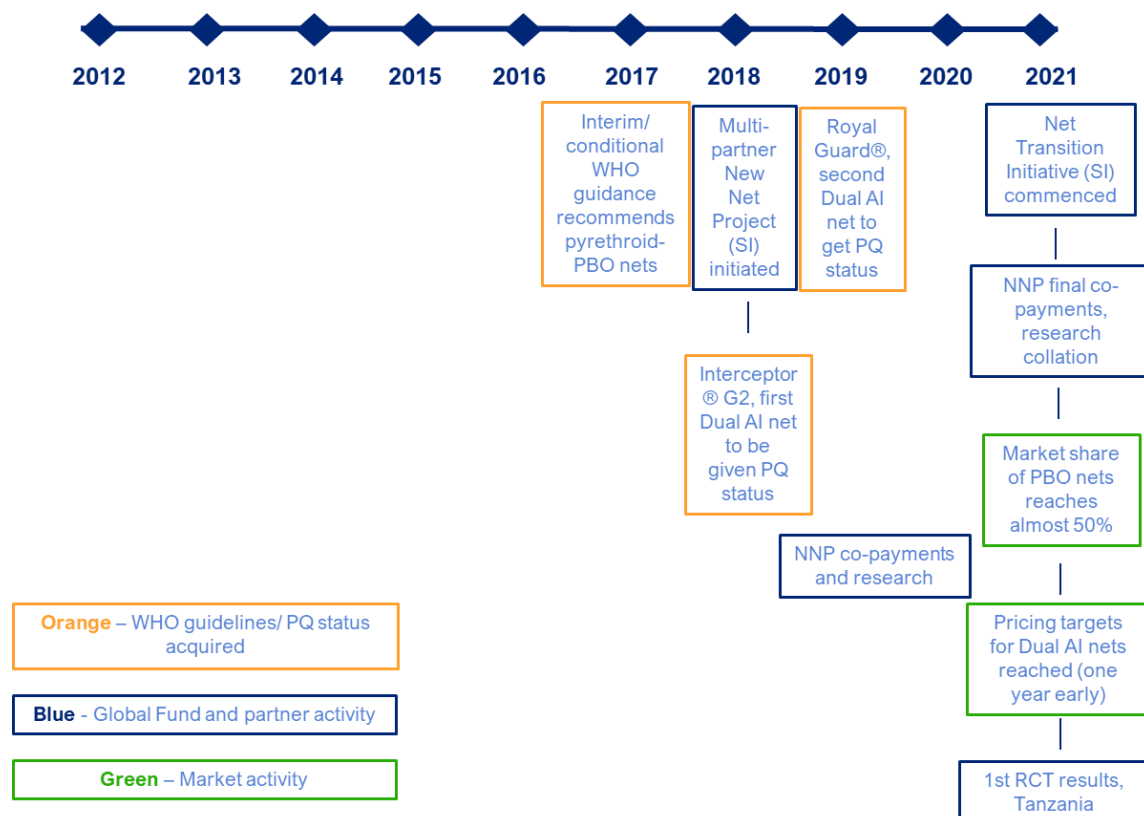 2012 2013 2014 2015 2016 2017 2018 2019 2020 2021
Interim/
conditional
WHO
guidance
recommends
pyrethroid-
PBO nets
Multi-
partner
New
Net
Project
(SI)
initiated
Royal
Guard®,
second
Dual AI
net to
get PQ
status
Net
Transition
Initiative (SI)
commenced
NNP final co-
payments,
research
collation
Interceptor
® G2, first
Dual AI net
to be
given PQ
status
Market share
of PBO nets
reaches
almost 50%
NNP co-payments
and research
Pricing targets
for Dual AI nets
reached (one
year early)
1st RCT results,
Tanzania
Orange – WHO guidelines/ PQ status
acquired
Blue - Global Fund and partner activity
Green – Market activity